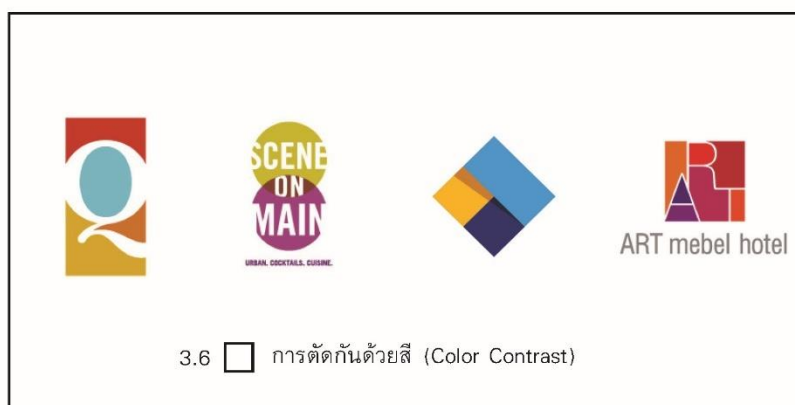 Q
SCENE
ON
MAIN
URBAN. COCKTAILS. CUISINE.
ART
ART mebel hotel
3.6 การตัดกันด้วยสี (Color Contrast)